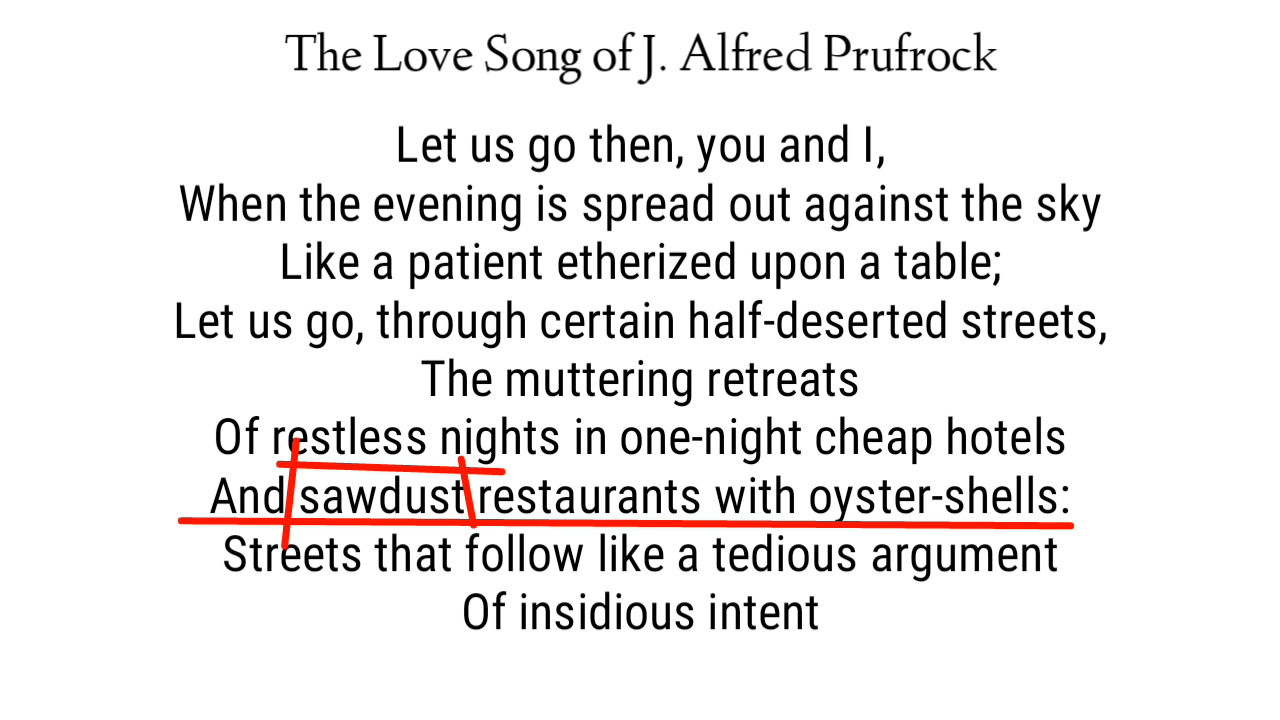 The Love Song of J. Alfred Prufrock
Let us go then, you and I,
When the evening is spread out against the sky
Like a patient etherized upon a table;
Let us go, through certain half-deserted streets,
The muttering retreats
Of restless nights in one-night cheap hotels
And sawdust restaurants with oyster-shells:
Streets that follow like a tedious argument
Of insidious intent